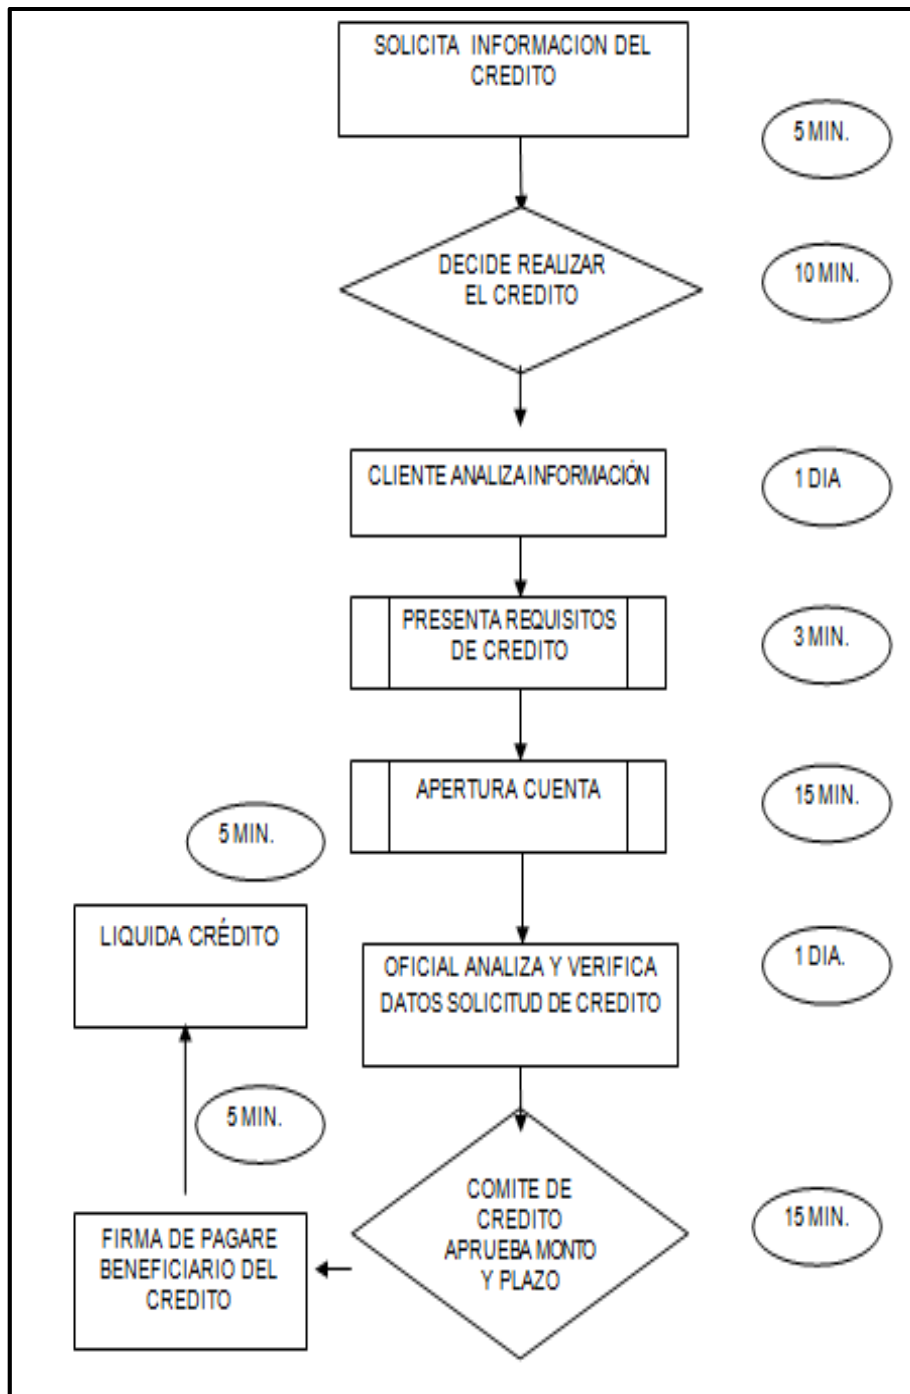 SOLICITA INFORMACION DEL
CREDITO
5 MIN.
DECIDE REALIZAR
EL CREDITO
10 MIN.
CLIENTE ANALIZA INFORMACIÓN
1 DIA
PRESENTA REQUISITOS
DE CREDITO
3 MIN.
APERTURA CUENTA
15 MIN.
OFICIAL ANALIZA Y VERIFICA
DATOS SOLICITUD DE CREDITO
1 DIA.
COMITE DE
CREDITO
APRUEBA MONTO
Y PLAZO
15 MIN.
FIRMA DE PAGARE
BENEFICIARIO DEL
CREDITO
5 MIN.
LIQUIDA CRÉDITO
5 MIN.